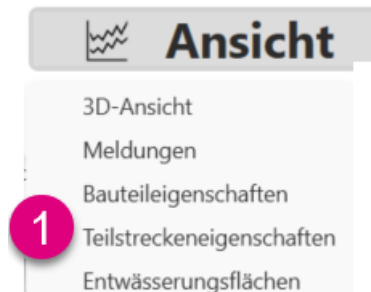 Ansicht
3D-Ansicht
Meldungen
Bauteileigenschaften
1 Teilstreckeneigenschaften
Entwässerungsflächen